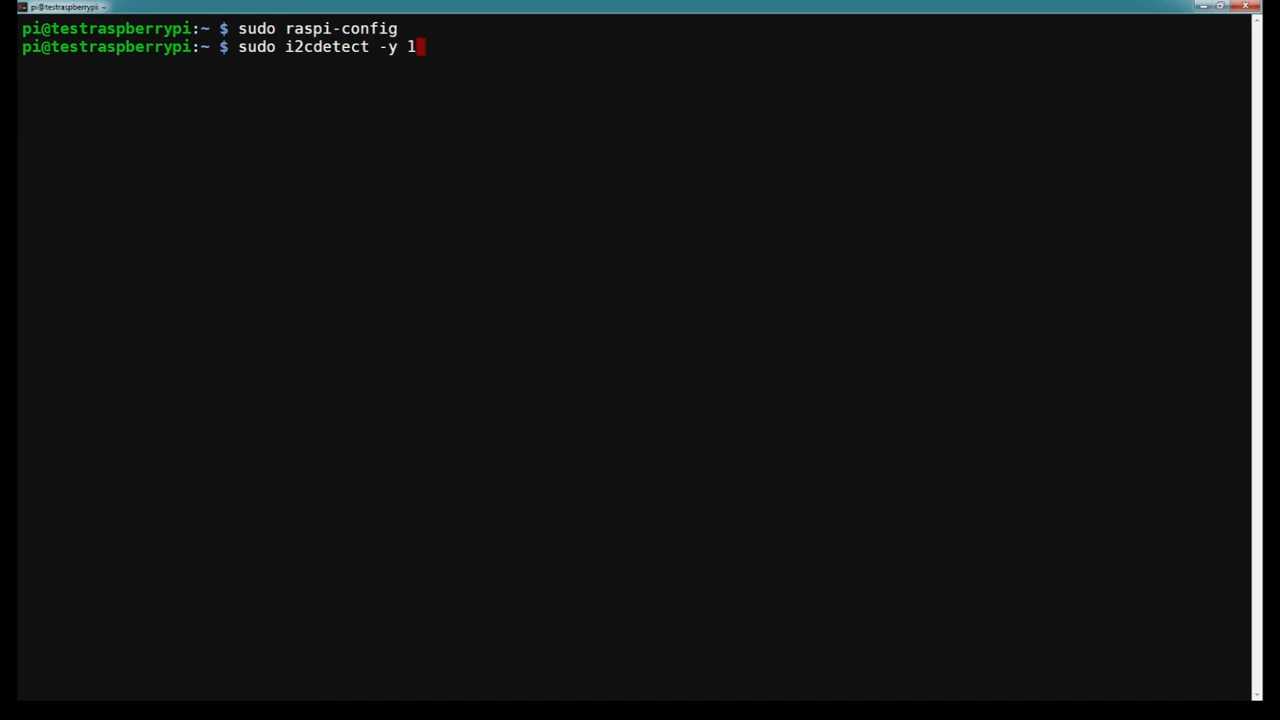 pi@testraspberrypi: ~
pi@testraspberrypi:~ $ sudo raspi-config
pi@testraspberrypi:~ $ sudo i2cdetect -y 1